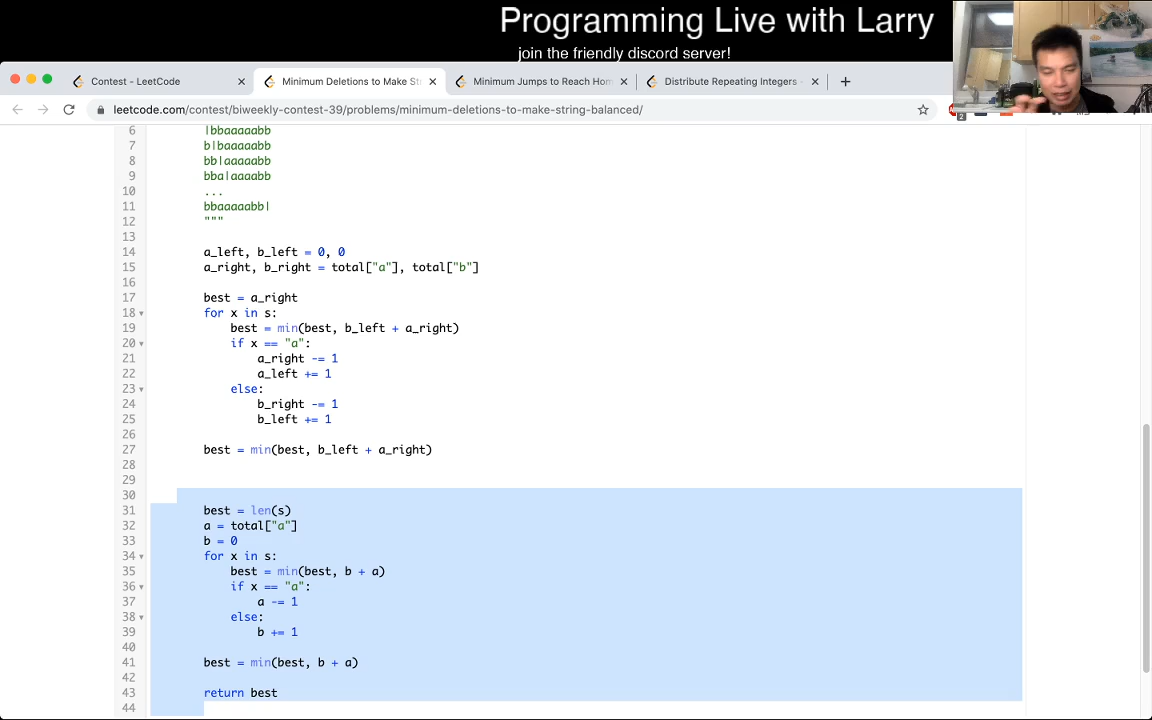 Programming Live with Larry
join the friendly discord server!
Contest - LeetCode
Minimum Deletions to Make St
Minimum Jumps to Reach Hom
Distribute Repeating Integers -
leetcode.com/contest/biweekly-contest-39/problems/minimum-deletions-to-make-string-balanced/
2
6 |bbaaaaabb
7 b|baaaaabb
8 bb|aaaaabb
9 bba|aaaabb
10 ...
11 bbaaaaabb|
12 """
13
14 a_left, b_left = 0, 0
15 a_right, b_right = total["a"], total["b"]
16
17 best = a_right
18 for x in s:
19 best = min(best, b_left + a_right)
20 if x == "a":
21 a_right -= 1
22 a_left += 1
23 else:
24 b_right -= 1
25 b_left += 1
26
27 best = min(best, b_left + a_right)
28
29
30
31 best = len(s)
32 a = total["a"]
33 b = 0
34 for x in s:
35 best = min(best, b + a)
36 if x == "a":
37 a -= 1
38 else:
39 b += 1
40
41 best = min(best, b + a)
42
43 return best
44